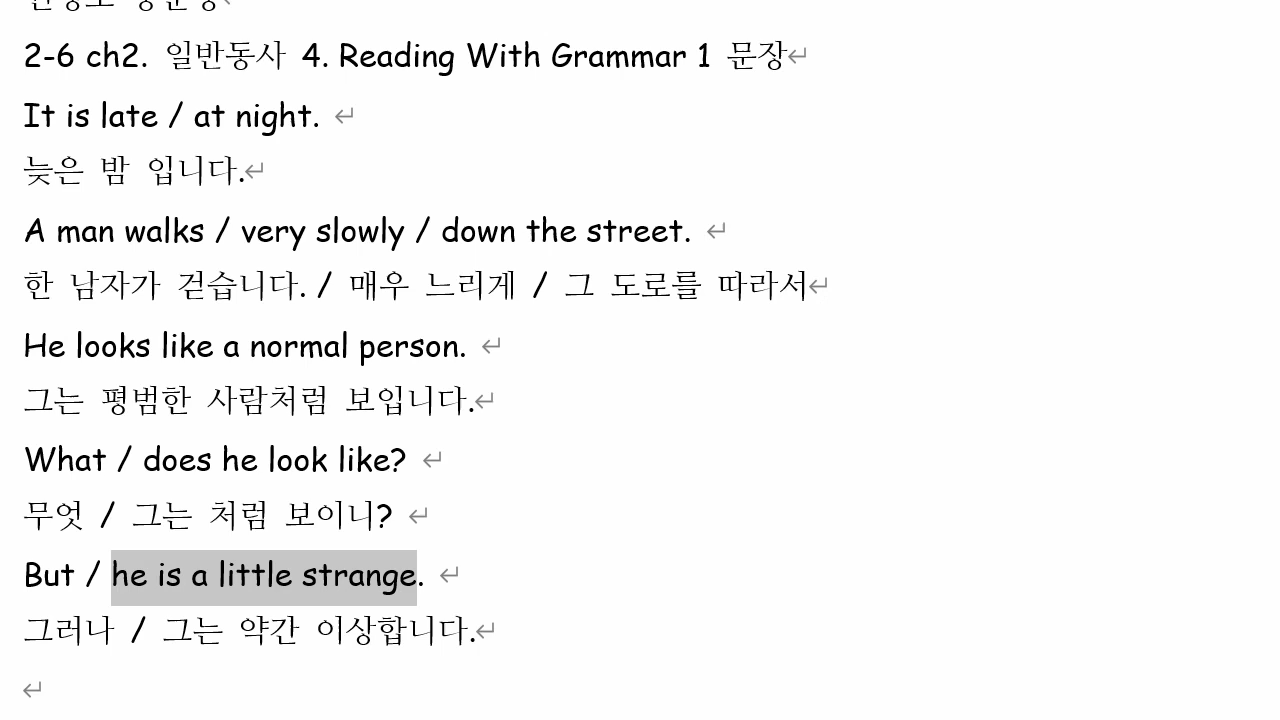 2-6 ch2. 일반동사 4. Reading With Grammar 1 문장
It is late / at night.
늦은 밤 입니다.
A man walks / very slowly / down the street.
한 남자가 걷습니다. / 매우 느리게 / 그 도로를 따라서
He looks like a normal person.
그는 평범한 사람처럼 보입니다.
What / does he look like?
무엇 / 그는 처럼 보이니?
But / he is a little strange.
그러나 / 그는 약간 이상합니다.